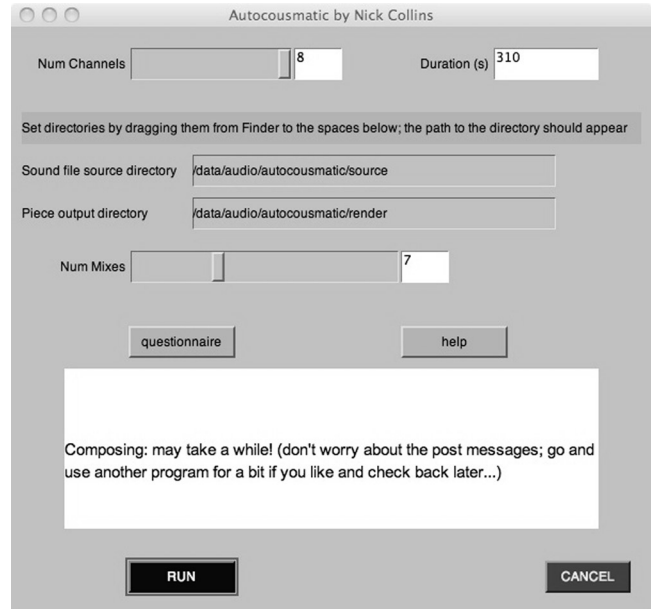 Autocousmatic by Nick Collins
Num Channels 8 Duration (s) 310
Set directories by dragging them from Finder to the spaces below; the path to the directory should appear
Sound file source directory /data/audio/autocousmatic/source
Piece output directory /data/audio/autocousmatic/render
Num Mixes 7
questionnaire help
Composing: may take a while! (don't worry about the post messages; go and
use another program for a bit if you like and check back later...)
RUN CANCEL